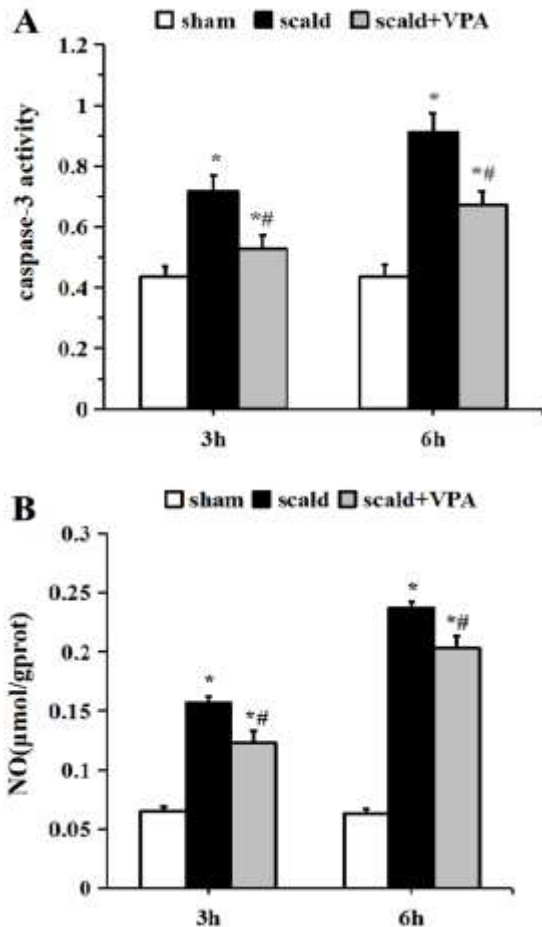 A
sham scald scald+VPA
1.2
1
0.8
0.6
0.4
0.2
0
caspase-3 activity
*
*#
*
*#
3h 6h
B
sham scald scald+VPA
0.3
0.25
0.2
0.15
0.1
0.05
0
NO(μmol/gprot)
*
*#
*
*#
3h 6h